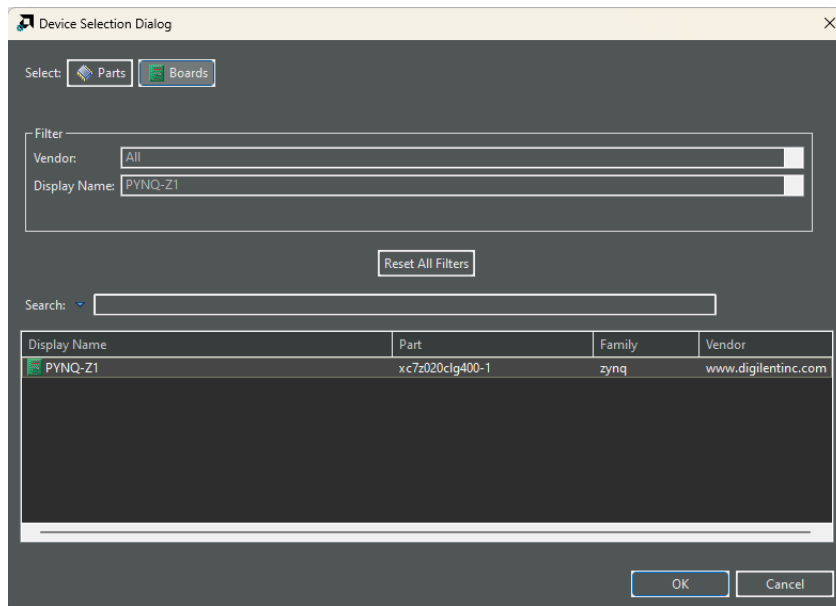 Device Selection Dialog
Select: Parts Boards
Filter
Vendor: All
Display Name: PYNQ-Z1
Reset All Filters
Search:
Display Name Part Family Vendor
PYNQ-Z1 xc7z020clg400-1 zynq www.digilentinc.com
OK Cancel